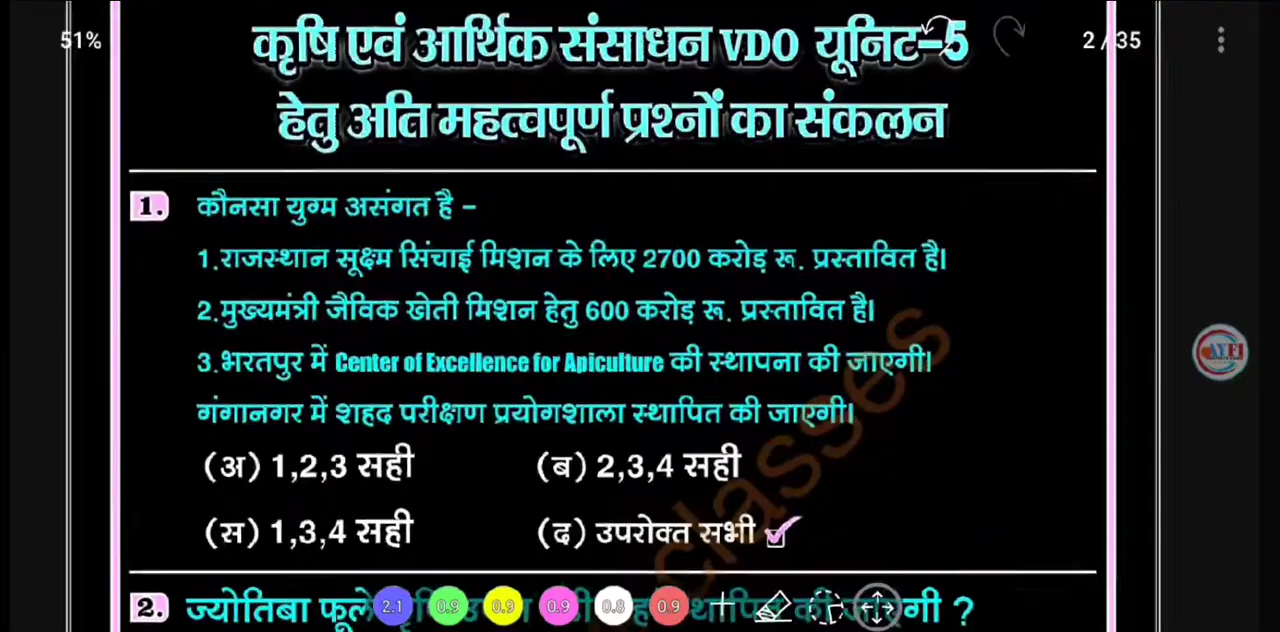 51%
कृषि एवं आर्थिक संसाधन VDO यूनिट-5
2 / 35
हेतु अति महत्वपूर्ण प्रश्नों का संकलन
1. कौनसा युग्म असंगत है -
1.राजस्थान सूक्ष्म सिंचाई मिशन के लिए 2700 करोड़ रू. प्रस्तावित है।
2.मुख्यमंत्री जैविक खेती मिशन हेतु 600 करोड़ रू. प्रस्तावित है।
3.भरतपुर में Center of Excellence for Apiculture की स्थापना की जाएगी।
गंगानगर में शहद परीक्षण प्रयोगशाला स्थापित की जाएगी।
(अ) 1,2,3 सही (ब) 2,3,4 सही
(स) 1,3,4 सही (द) उपरोक्त सभी
classes
2. ज्योतिबा फूले गी ?
2.1 0.9 0.9 0.9 0.8 0.9